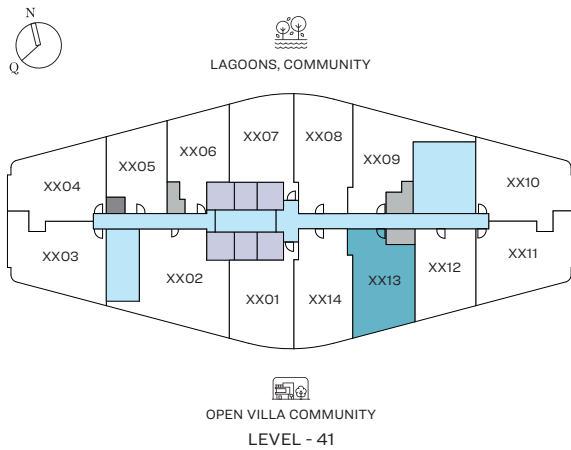 N
Q
LAGOONS, COMMUNITY
XX07 XX08
XX06 XX09
XX05
XX04 XX10
XX03 XX11
XX02 XX12
XX13
XX01 XX14
OPEN VILLA COMMUNITY
LEVEL - 41